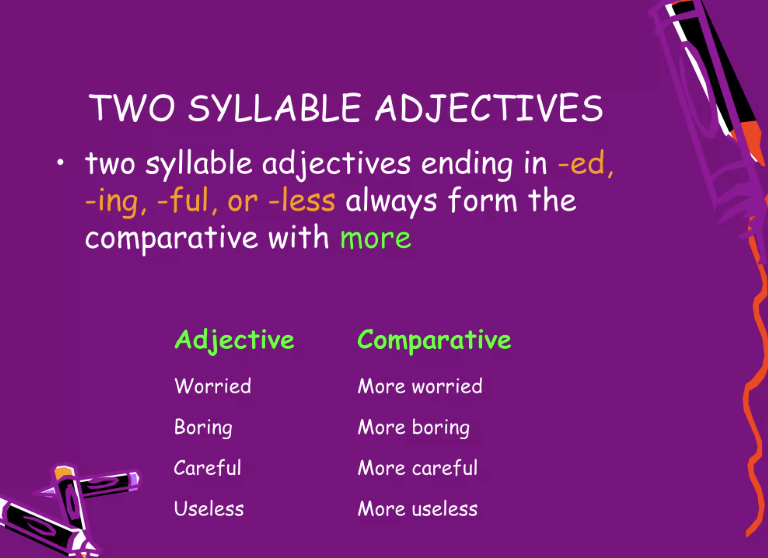 TWO SYLLABLE ADJECTIVES
• two syllable adjectives ending in -ed,
-ing, -ful, or -less always form the
comparative with more
Adjective Comparative
Worried More worried
Boring More boring
Careful More careful
Useless More useless